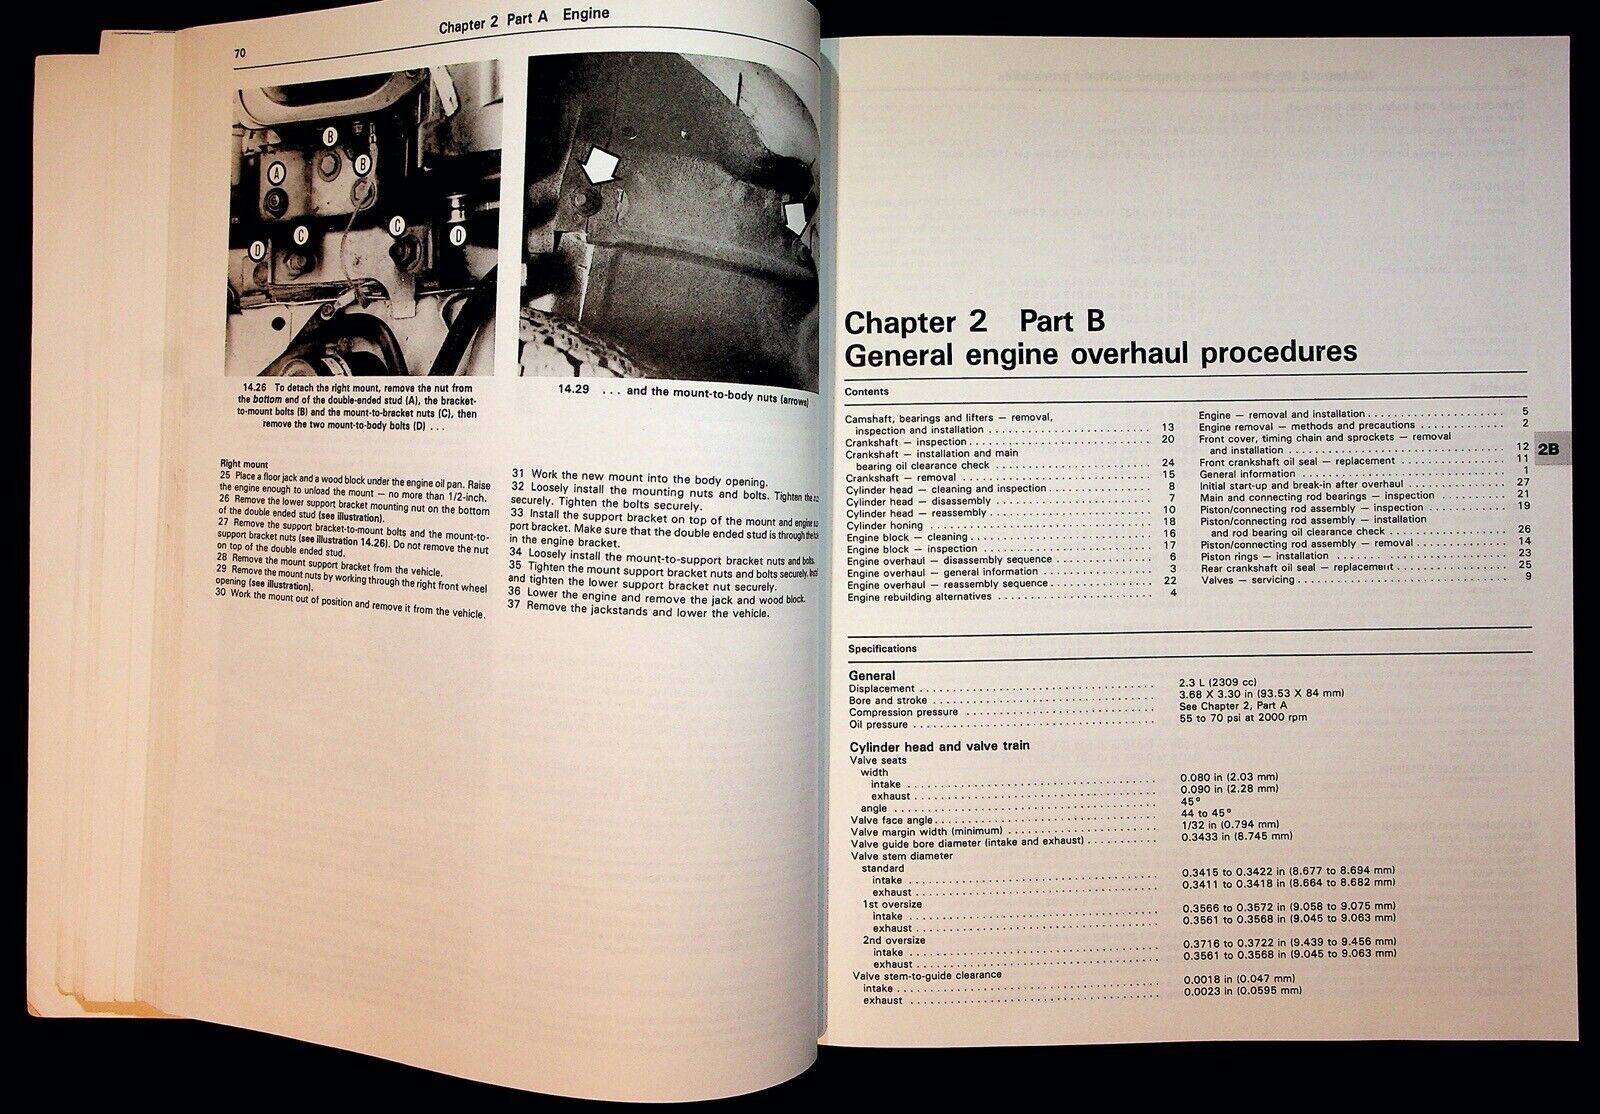 70
Chapter 2 Part A Engine
A
B
B
C
C
D
D
14.26 To detach the right mount, remove the nut from
the bottom end of the double-ended stud (A), the bracket-
to-mount bolts (B) and the mount-to-bracket nuts (C), then
remove the two mount-to-body bolts (D) . . .
14.29 . . . and the mount-to-body nuts (arrows)
Right mount
25 Place a floor jack and a wood block under the engine oil pan. Raise
the engine enough to unload the mount — no more than 1/2-inch.
26 Remove the lower support bracket mounting nut on the bottom
of the double ended stud (see illustration).
27 Remove the support bracket-to-mount bolts and the mount-to-
support bracket nuts (see illustration 14.26). Do not remove the nut
on top of the double ended stud.
28 Remove the mount support bracket from the vehicle.
29 Remove the mount nuts by working through the right front wheel
opening (see illustration).
30 Work the mount out of position and remove it from the vehicle.
31 Work the new mount into the body opening.
32 Loosely install the mounting nuts and bolts. Tighten the
securely. Tighten the bolts securely.
33 Install the support bracket on top of the mount and engine
port bracket. Make sure that the double ended stud is through the
in the engine bracket.
34 Loosely install the mount-to-support bracket nuts and bolts.
35 Tighten the mount support bracket nuts and bolts securely.
and tighten the lower support bracket nut securely.
36 Lower the engine and remove the jack and wood block.
37 Remove the jackstands and lower the vehicle.
Chapter 2 Part B
General engine overhaul procedures
Contents
Camshaft, bearings and lifters — removal,
inspection and installation . . . . . . . . . . 13
Crankshaft — inspection . . . . . . . . . . 20
Crankshaft — installation and main
bearing oil clearance check . . . . . . . . . . 24
Crankshaft — removal . . . . . . . . . . 15
Cylinder head — cleaning and inspection . . . . . . . . . . 8
Cylinder head — disassembly . . . . . . . . . . 7
Cylinder head — reassembly . . . . . . . . . . 10
Cylinder honing . . . . . . . . . . 18
Engine block — cleaning . . . . . . . . . . 16
Engine block — inspection . . . . . . . . . . 17
Engine overhaul — disassembly sequence . . . . . . . . . . 6
Engine overhaul — general information . . . . . . . . . . 3
Engine overhaul — reassembly sequence . . . . . . . . . . 22
Engine rebuilding alternatives . . . . . . . . . . 4
Engine — removal and installation . . . . . . . . . . 5
Engine removal — methods and precautions . . . . . . . . . . 2
Front cover, timing chain and sprockets — removal
and installation . . . . . . . . . . 12
Front crankshaft oil seal — replacement . . . . . . . . . . 11
General information . . . . . . . . . . 1
Initial start-up and break-in after overhaul . . . . . . . . . . 27
Main and connecting rod bearings — inspection . . . . . . . . . . 21
Piston/connecting rod assembly — inspection . . . . . . . . . . 19
Piston/connecting rod assembly — installation
and rod bearing oil clearance check . . . . . . . . . . 26
Piston/connecting rod assembly — removal . . . . . . . . . . 14
Piston rings — installation . . . . . . . . . . 23
Rear crankshaft oil seal — replacement . . . . . . . . . . 25
Valves — servicing . . . . . . . . . . 9
2B
Specifications
General
Displacement . . . . . . . . . . 2.3 L (2309 cc)
Bore and stroke . . . . . . . . . . 3.68 X 3.30 in (93.53 X 84 mm)
Compression pressure . . . . . . . . . . See Chapter 2, Part A
Oil pressure . . . . . . . . . . 55 to 70 psi at 2000 rpm
Cylinder head and valve train
Valve seats
width
intake . . . . . . . . . . 0.080 in (2.03 mm)
exhaust . . . . . . . . . . 0.090 in (2.28 mm)
angle . . . . . . . . . . 45°
Valve face angle . . . . . . . . . . 44 to 45°
Valve margin width (minimum) . . . . . . . . . . 1/32 in (0.794 mm)
Valve guide bore diameter (intake and exhaust) . . . . . . . . . . 0.3433 in (8.745 mm)
Valve stem diameter
standard
intake . . . . . . . . . . 0.3415 to 0.3422 in (8.677 to 8.694 mm)
exhaust . . . . . . . . . . 0.3411 to 0.3418 in (8.664 to 8.682 mm)
1st oversize
intake . . . . . . . . . . 0.3566 to 0.3572 in (9.058 to 9.075 mm)
exhaust . . . . . . . . . . 0.3561 to 0.3568 in (9.045 to 9.063 mm)
2nd oversize
intake . . . . . . . . . . 0.3716 to 0.3722 in (9.439 to 9.456 mm)
exhaust . . . . . . . . . . 0.3561 to 0.3568 in (9.045 to 9.063 mm)
Valve stem-to-guide clearance
intake . . . . . . . . . . 0.0018 in (0.047 mm)
exhaust . . . . . . . . . . 0.0023 in (0.0595 mm)